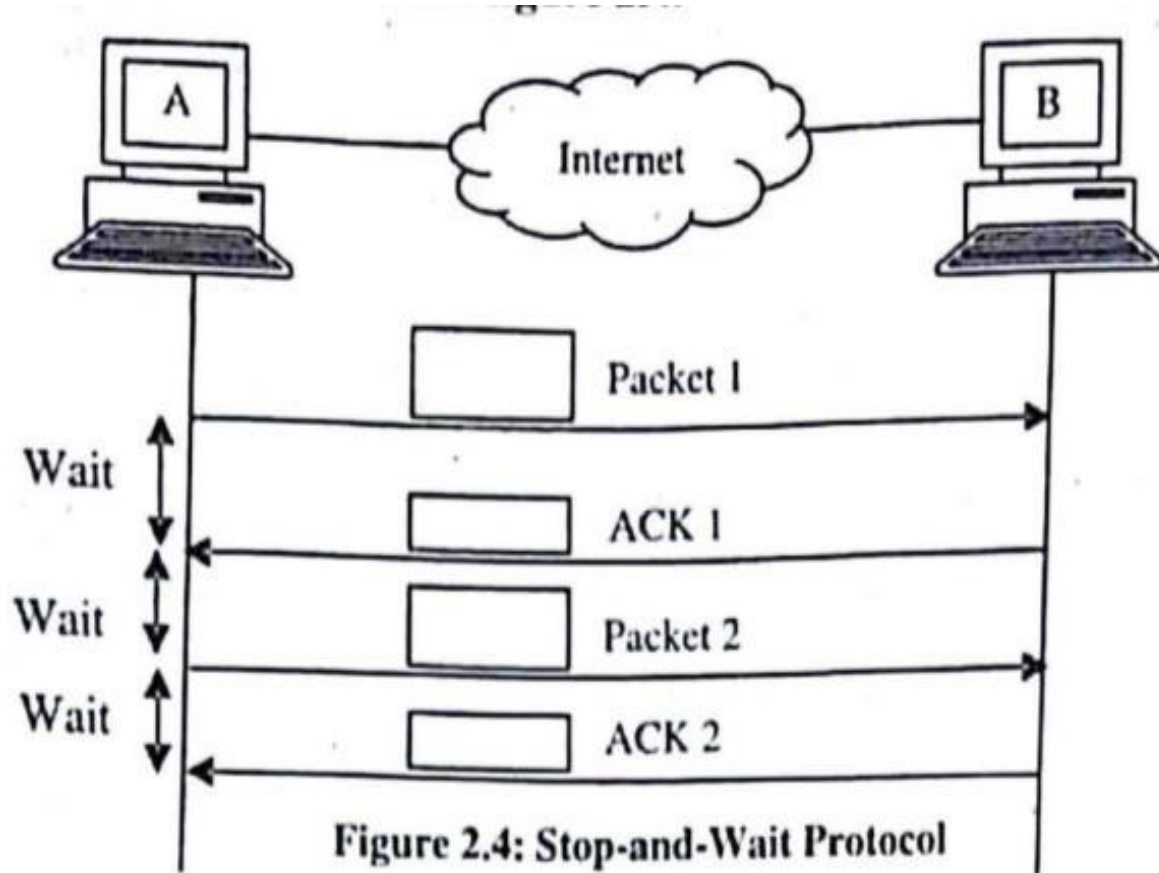 A
B
Internet
Packet 1
Wait
ACK 1
Wait
Packet 2
Wait
ACK 2
Figure 2.4: Stop-and-Wait Protocol